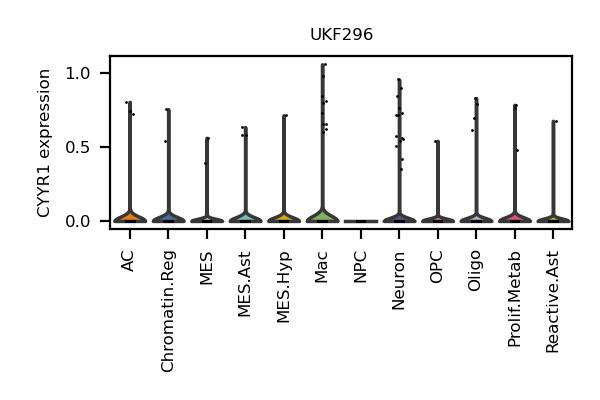 UKF296
CYYR1 expression
1.0
0.5
0.0
AC
Chromatin.Reg
MES
MES.Ast
MES.Hyp
Mac
NPC
Neuron
OPC
Oligo
Prolif.Metab
Reactive.Ast